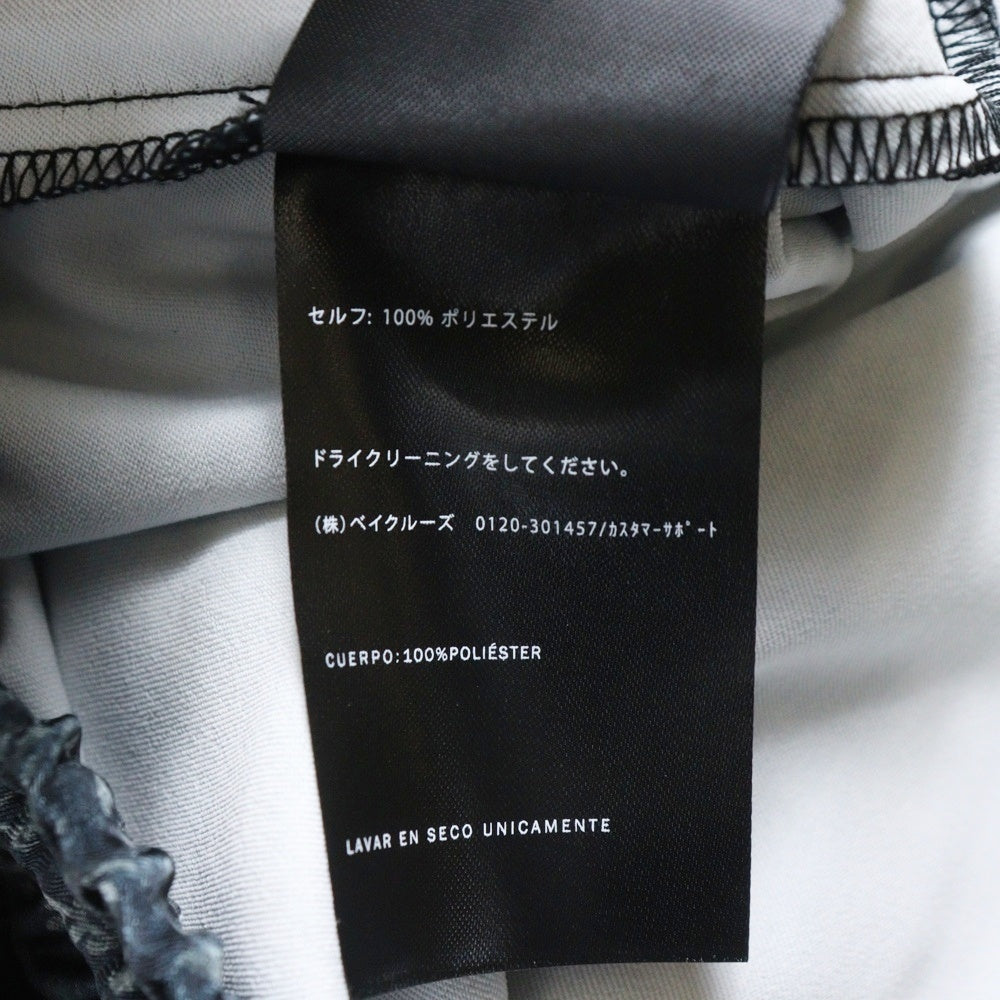 セルフ: 100% ポリエステル
ドライクリーニングをしてください。
(株)ベイクルーズ 0120-301457/ｶｽﾀﾏｰｻﾎﾟｰﾄ
CUERPO:100%POLIÉSTER
LAVAR EN SECO UNICAMENTE